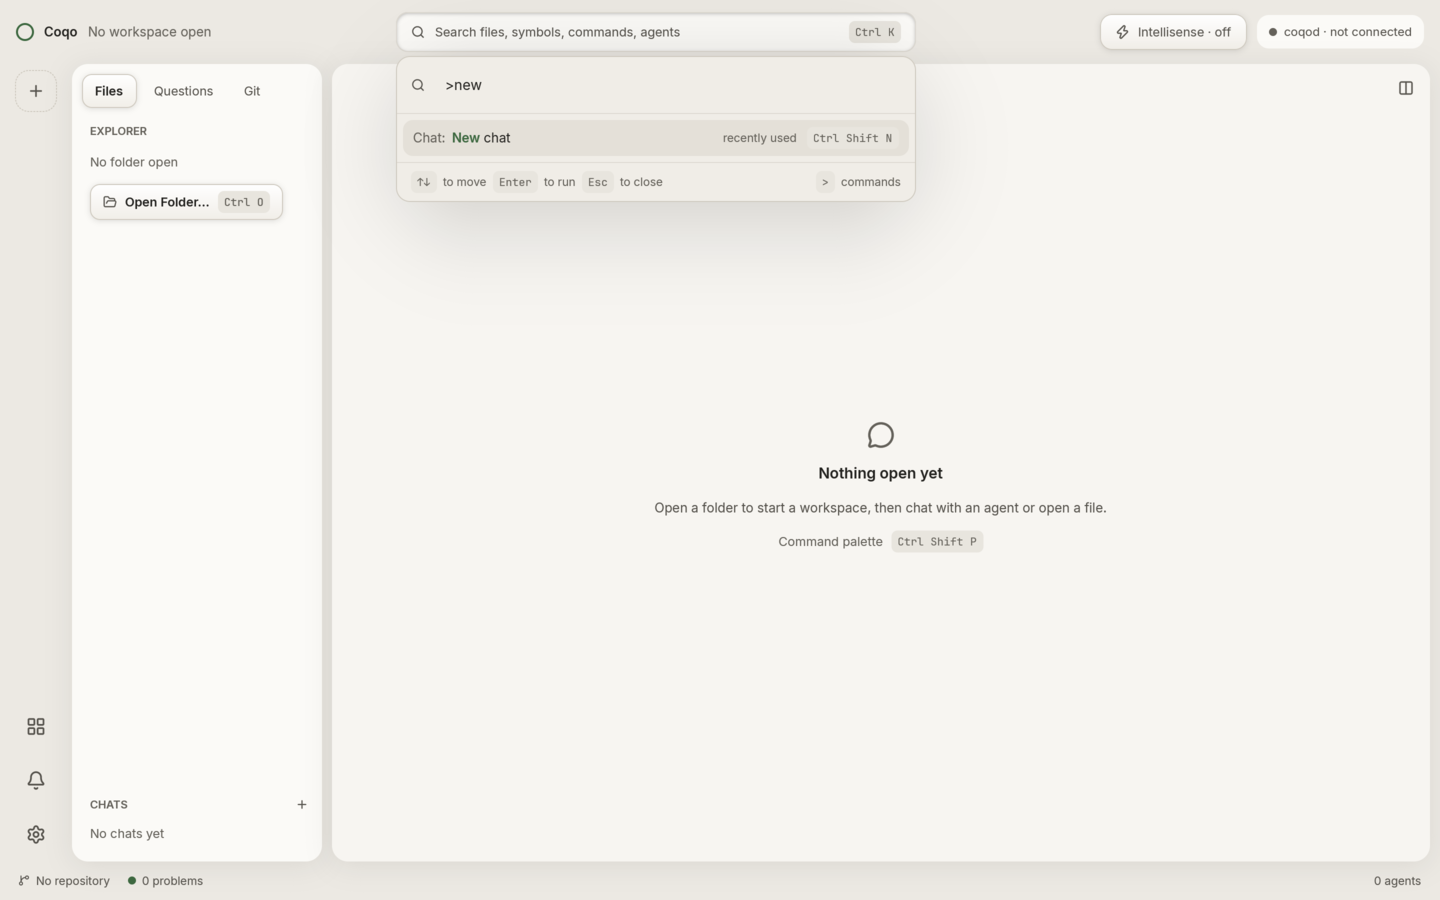 Coqo No workspace open
Search files, symbols, commands, agents Ctrl K
Intellisense · off
coqod · not connected
>new
Chat: New chat recently used Ctrl Shift N
↑↓ to move Enter to run Esc to close > commands
Files Questions Git
EXPLORER
No folder open
Open Folder... Ctrl O
Nothing open yet
Open a folder to start a workspace, then chat with an agent or open a file.
Command palette Ctrl Shift P
CHATS +
No chats yet
No repository 0 problems
0 agents